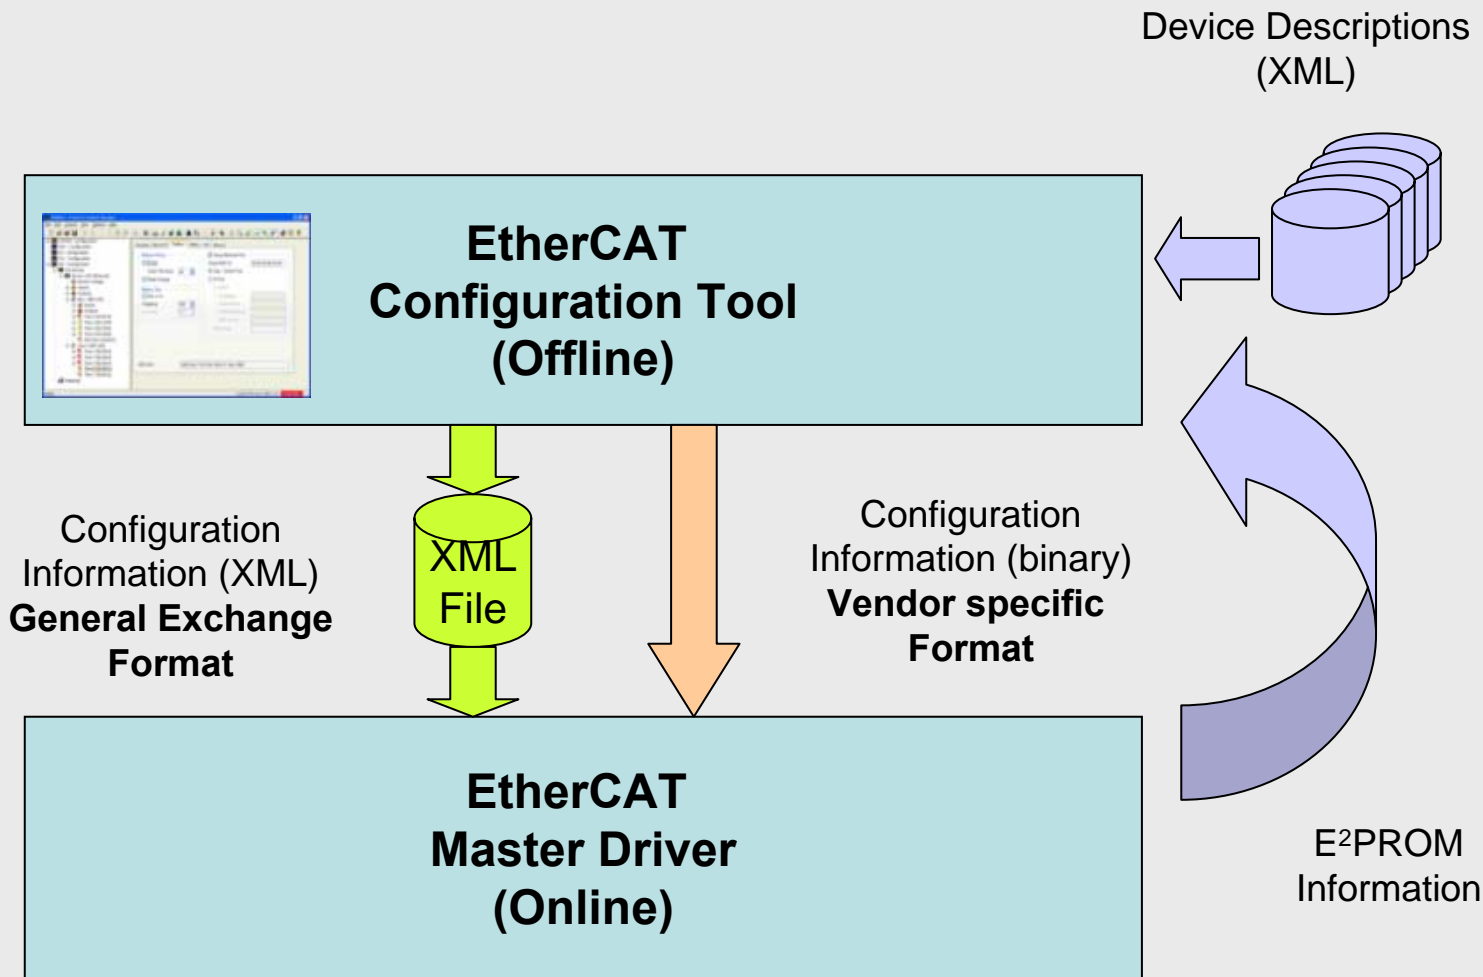 Device Descriptions
(XML)
EtherCAT
Configuration Tool
(Offline)
Configuration
Information (XML)
General Exchange
Format
XML
File
Configuration
Information (binary)
Vendor specific
Format
EtherCAT
Master Driver
(Online)
E²PROM
Information